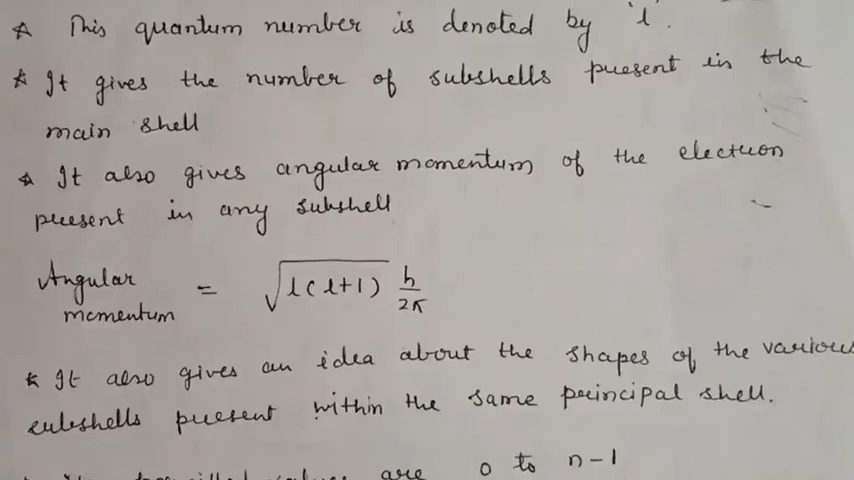 ☆ This quantum number is denoted by 'l'.
☆ It gives the number of subshells present in the
main shell
☆ It also gives angular momentum of the electron
present in any subshell
Angular momentum = √l(l+1) h/2π
☆ It also gives an idea about the shapes of the various
subshells present within the same principal shell.
values are 0 to n-1